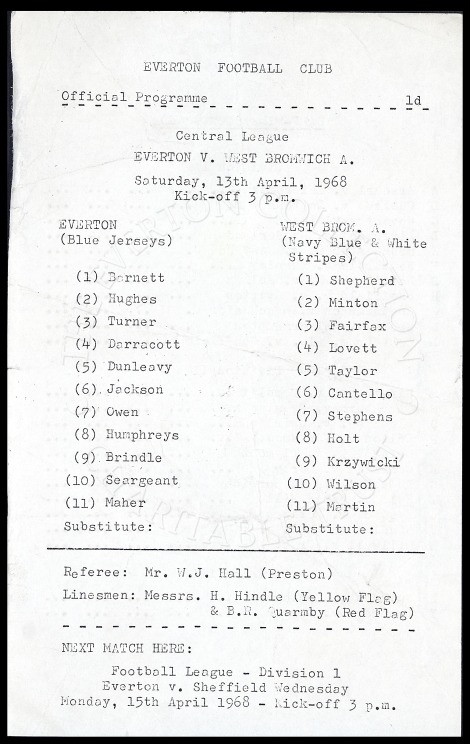 EVERTON FOOTBALL CLUB
Official Programme 1d
Central League
EVERTON V. WEST BROMWICH A.
Saturday, 13th April, 1968
Kick-off 3 p.m.
EVERTON
(Blue Jerseys)
(1) Barnett
(2) Hughes
(3) Turner
(4) Darracott
(5) Dunleavy
(6) Jackson
(7) Owen
(8) Humphreys
(9) Brindle
(10) Seargeant
(11) Maher
Substitute:
WEST BROM. A.
(Navy Blue & White
Stripes)
(1) Shepherd
(2) Minton
(3) Fairfax
(4) Lovett
(5) Taylor
(6) Cantello
(7) Stephens
(8) Holt
(9) Krzywicki
(10) Wilson
(11) Martin
Substitute:
Referee: Mr. W.J. Hall (Preston)
Linesmen: Messrs. H. Hindle (Yellow Flag)
& B.R. Quarmby (Red Flag)
NEXT MATCH HERE:
Football League - Division 1
Everton v. Sheffield Wednesday
Monday, 15th April 1968 - Kick-off 3 p.m.